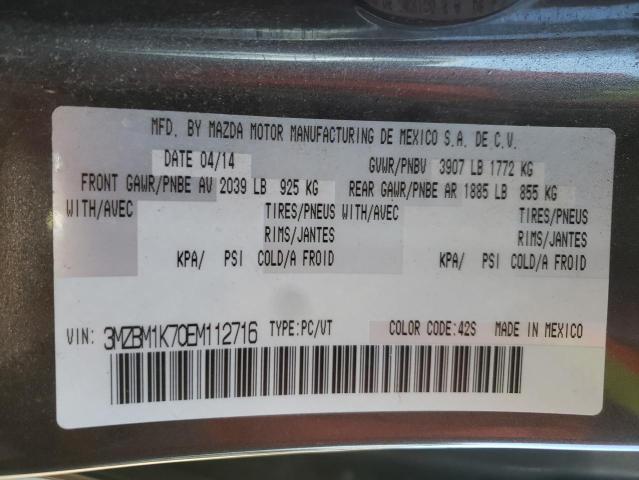 MFD. BY MAZDA MOTOR MANUFACTURING DE MEXICO S.A. DE C.V.
DATE 04/14 GVWR/PNBV 3907 LB 1772 KG
FRONT GAWR/PNBE AV 2039 LB 925 KG REAR GAWR/PNBE AR 1885 LB 855 KG
WITH/AVEC TIRES/PNEUS WITH/AVEC TIRES/PNEUS
RIMS/JANTES RIMS/JANTES
KPA/ PSI COLD/A FROID KPA/ PSI COLD/A FROID
VIN: 3MZBM1K70EM112716 TYPE:PC/VT COLOR CODE:42S MADE IN MEXICO